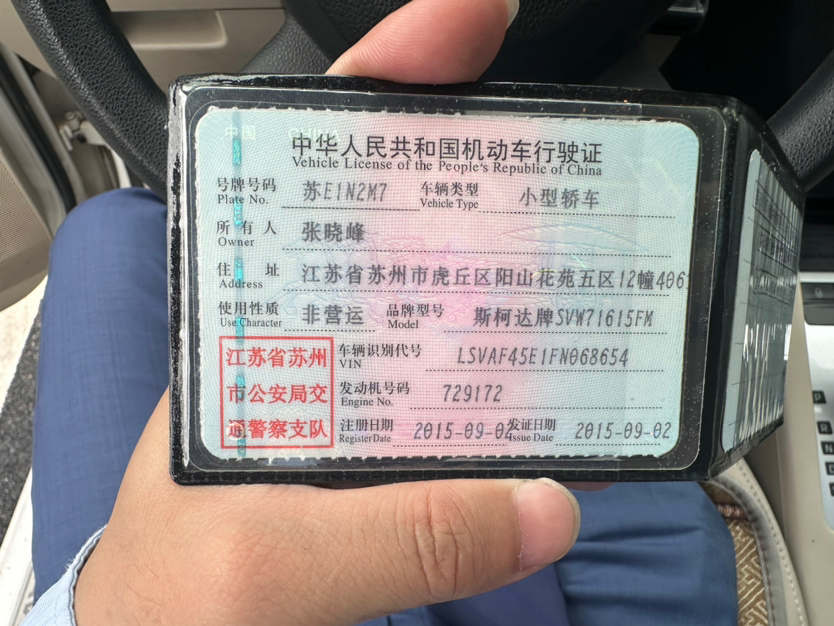 中华人民共和国机动车行驶证
Vehicle License of the People's Republic of China
号牌号码 苏E1N2M7 车辆类型 小型轿车
Plate No. Vehicle Type
所有人 张晓峰
Owner
住址 江苏省苏州市虎丘区阳山花苑五区12幢406
Address
使用性质 非营运 品牌型号 斯柯达牌SVW71615FM
Use Character Model
江苏省苏州 车辆识别代号 LSVAF45E1FN068654
VIN
市公安局交 发动机号码 729172
Engine No.
通警察支队 注册日期 2015-09-02 发证日期 2015-09-02
Register Date Issue Date